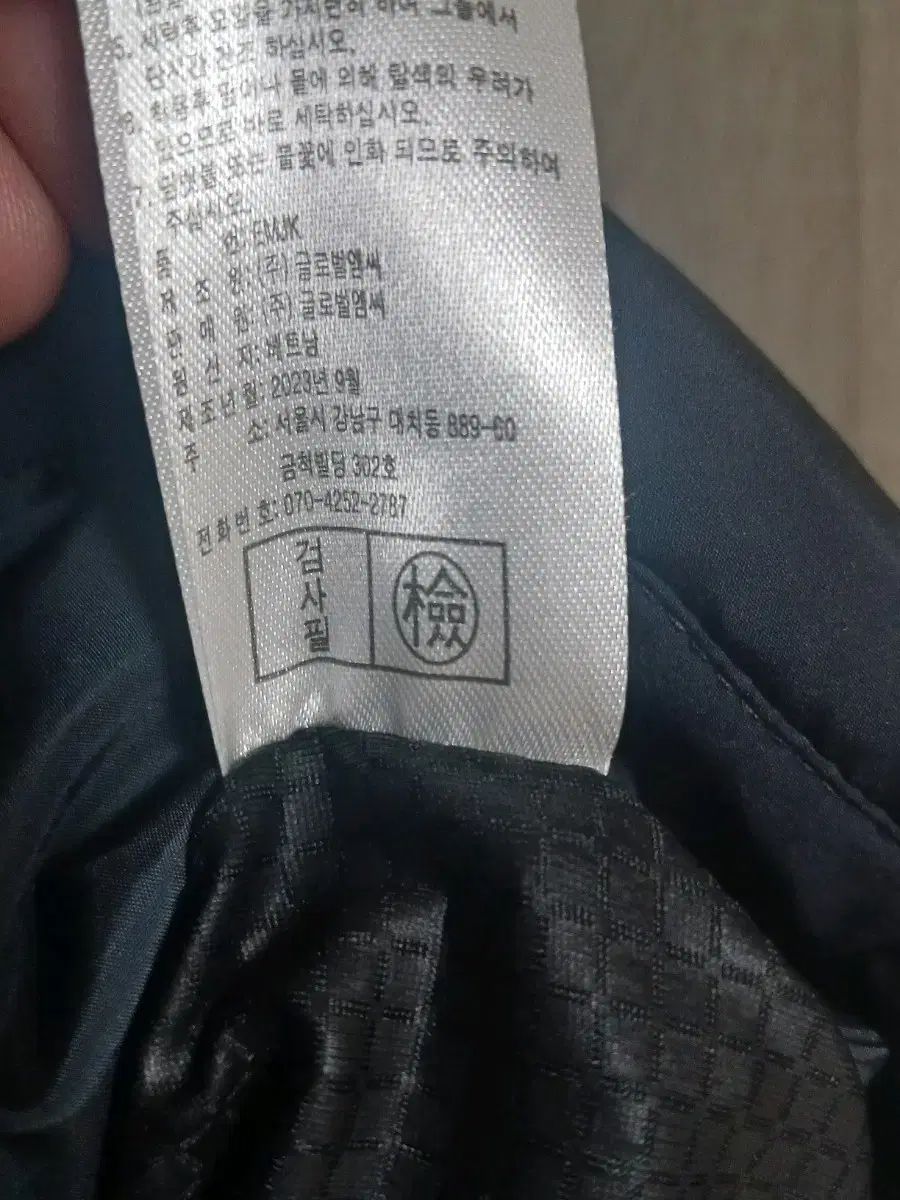 5. 세탁후 모양을 가지런히 하여 그늘에서
단시간 건조 하십시오.
6. 착용후 땀이나 물에 의해 탈색의 우려가
있으므로 바로 세탁하십시오.
7. 담뱃불 또는 불꽃에 인화 되므로 주의하여
주십시오.
품 번: EMJK
제 조 원: (주) 글로벌엠씨
판 매 원: (주) 글로벌엠씨
원 산 지: 베트남
제조년월: 2023년 9월
주 소: 서울시 강남구 대치동 889-60
금척빌딩 302호
전화번호: 070-4252-2787
검사필 檢